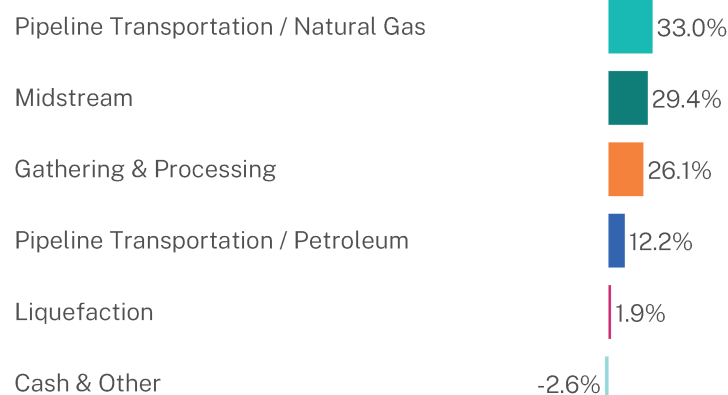 Pipeline Transportation / Natural Gas 33.0%
Midstream 29.4%
Gathering & Processing 26.1%
Pipeline Transportation / Petroleum 12.2%
Liquefaction 1.9%
Cash & Other -2.6%